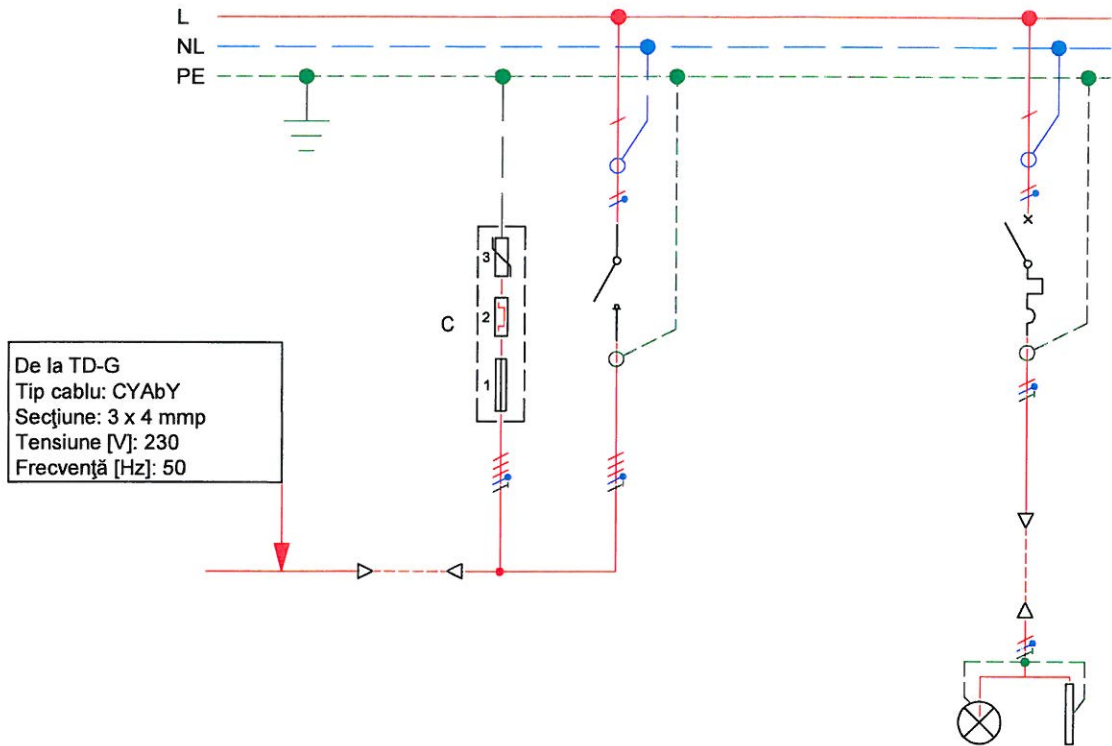 L
NL
PE
3
2
C
1
De la TD-G
Tip cablu: CYAbY
Secţiune: 3 x 4 mmp
Tensiune [V]: 230
Frecvenţă [Hz]: 50